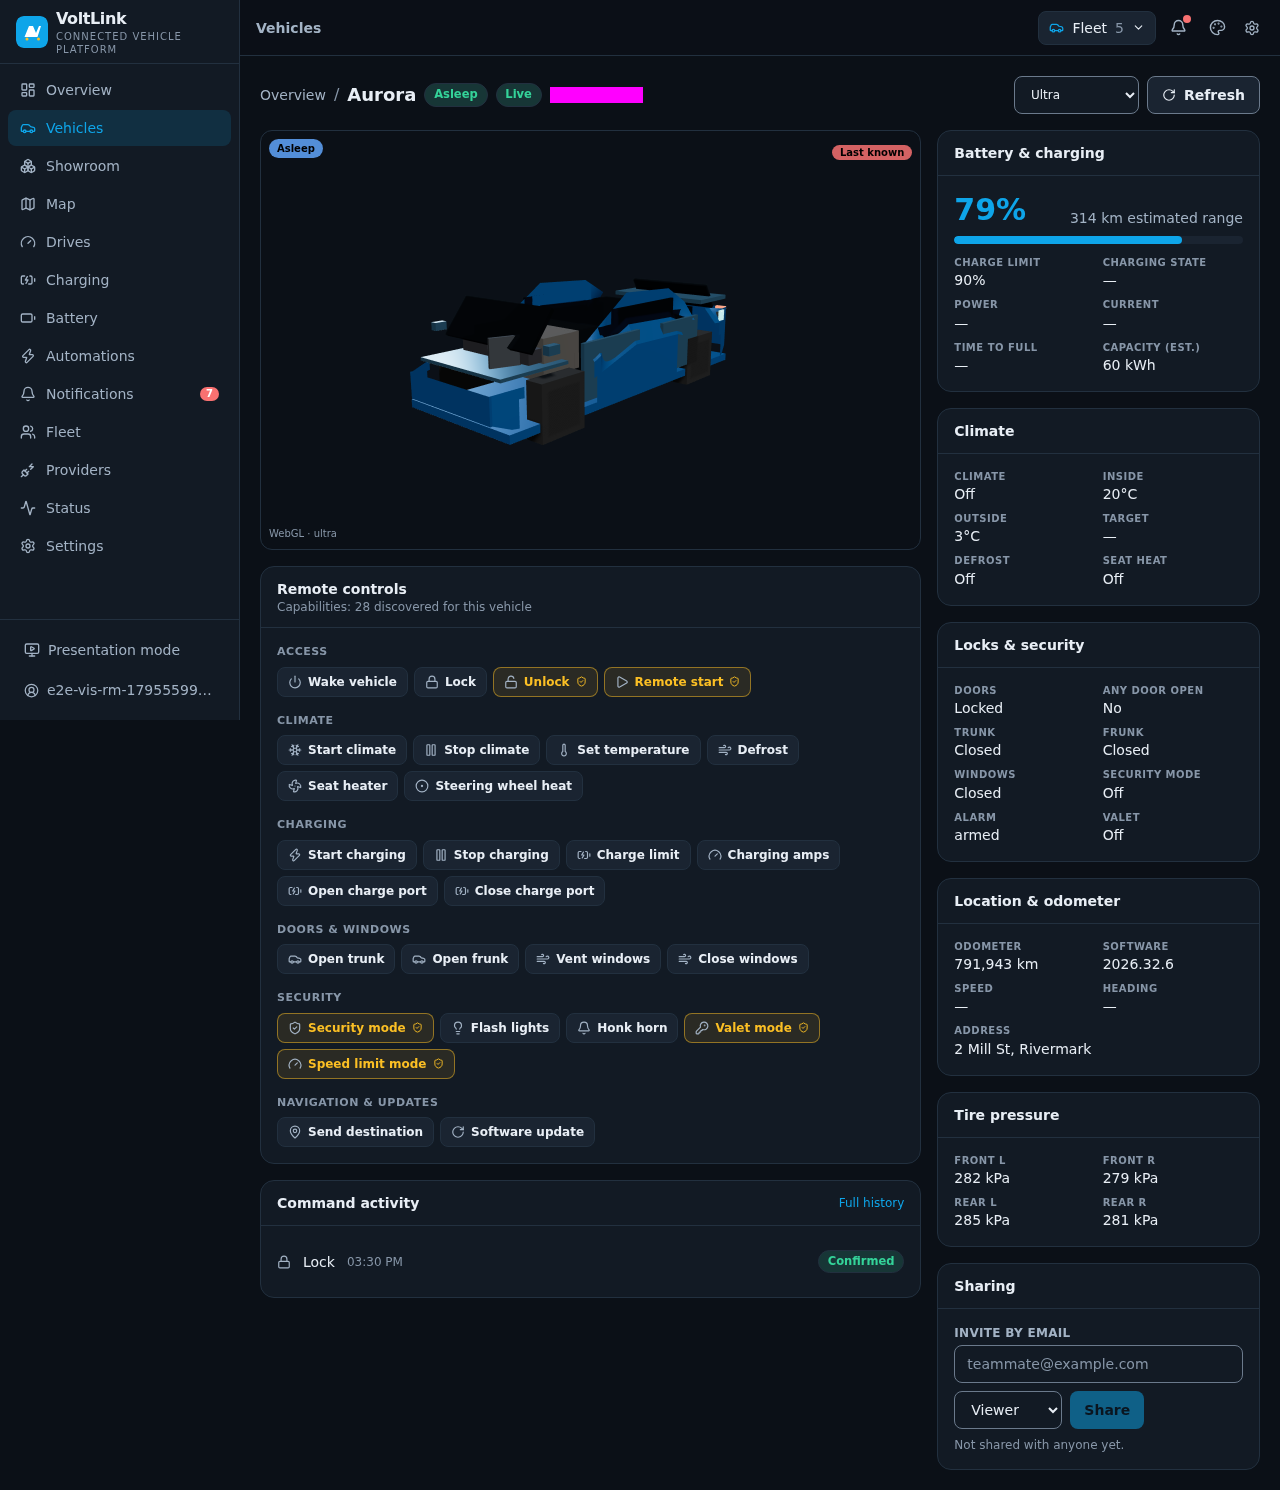 VoltLink
CONNECTED VEHICLE
PLATFORM
Overview
Vehicles
Showroom
Map
Drives
Charging
Battery
Automations
Notifications 7
Fleet
Providers
Status
Settings
Presentation mode
e2e-vis-rm-17955599...
Vehicles
Fleet 5
Overview / Aurora Asleep Live
Ultra
Refresh
Asleep
Last known
WebGL · ultra
Remote controls
Capabilities: 28 discovered for this vehicle
ACCESS
Wake vehicle Lock Unlock Remote start
CLIMATE
Start climate Stop climate Set temperature Defrost
Seat heater Steering wheel heat
CHARGING
Start charging Stop charging Charge limit Charging amps
Open charge port Close charge port
DOORS & WINDOWS
Open trunk Open frunk Vent windows Close windows
SECURITY
Security mode Flash lights Honk horn Valet mode
Speed limit mode
NAVIGATION & UPDATES
Send destination Software update
Command activity Full history
Lock 03:30 PM Confirmed
Battery & charging
79% 314 km estimated range
CHARGE LIMIT CHARGING STATE
90% —
POWER CURRENT
— —
TIME TO FULL CAPACITY (EST.)
— 60 kWh
Climate
CLIMATE INSIDE
Off 20°C
OUTSIDE TARGET
3°C —
DEFROST SEAT HEAT
Off Off
Locks & security
DOORS ANY DOOR OPEN
Locked No
TRUNK FRUNK
Closed Closed
WINDOWS SECURITY MODE
Closed Off
ALARM VALET
armed Off
Location & odometer
ODOMETER SOFTWARE
791,943 km 2026.32.6
SPEED HEADING
— —
ADDRESS
2 Mill St, Rivermark
Tire pressure
FRONT L FRONT R
282 kPa 279 kPa
REAR L REAR R
285 kPa 281 kPa
Sharing
INVITE BY EMAIL
teammate@example.com
Viewer Share
Not shared with anyone yet.